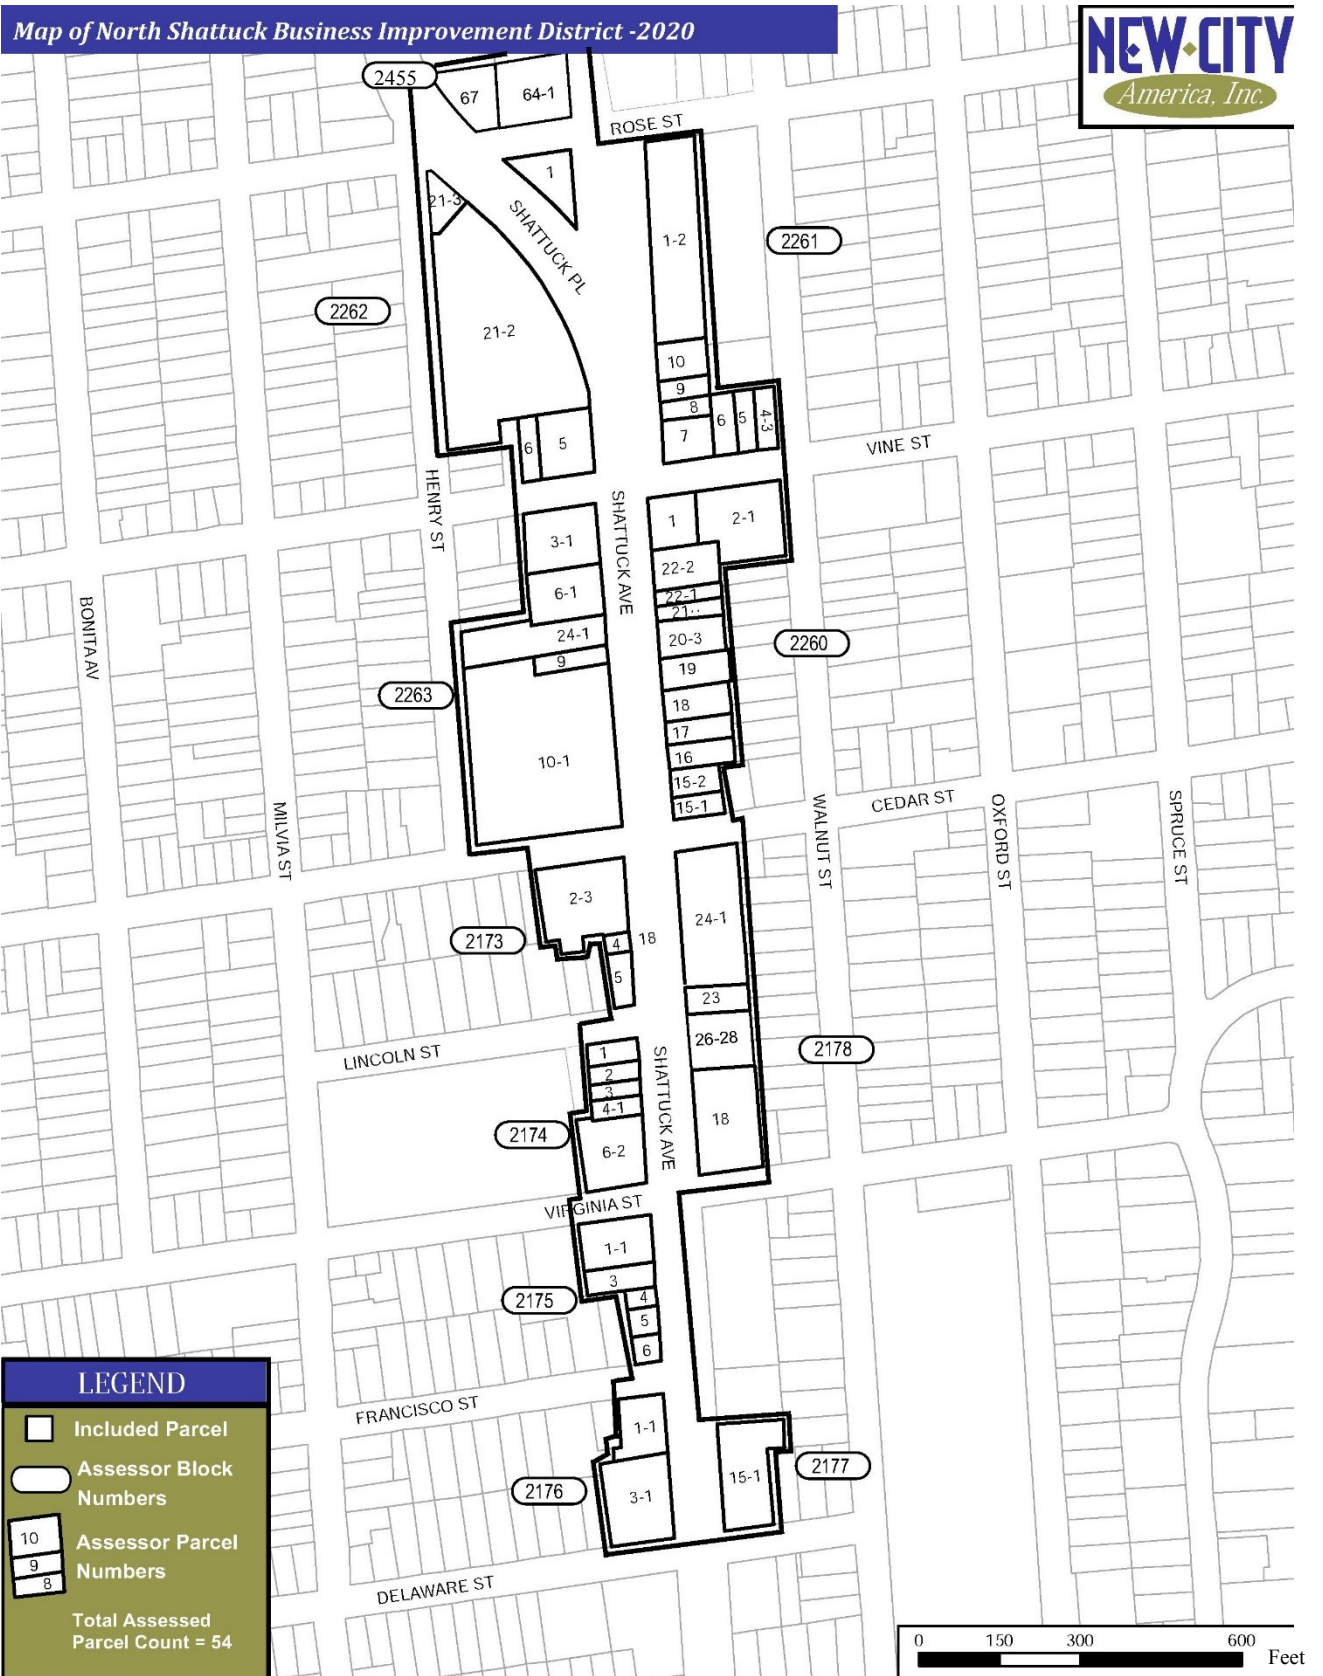 Map of North Shattuck Business Improvement District -2020
NEW CITY
America, Inc.
2455
67
64-1
ROSE ST
1
21-3
SHATTUCK PL
1-2
2261
2262
21-2
10
9
8
7
6
5
4-3
6
5
VINE ST
HENRY ST
SHATTUCK AVE
1
2-1
3-1
22-2
6-1
22-1
21
BONITA AV
24-1
20-3
2260
9
19
2263
18
17
10-1
16
15-2
15-1
MILVIA ST
WALNUT ST
CEDAR ST
OXFORD ST
SPRUCE ST
2-3
24-1
2173
4
18
5
23
26-28
2178
LINCOLN ST
1
2
3
4-1
SHATTUCK AVE
18
2174
6-2
VIRGINIA ST
1-1
3
2175
4
5
6
FRANCISCO ST
1-1
2177
15-1
2176
3-1
DELAWARE ST
LEGEND
Included Parcel
Assessor Block
Numbers
10
9
8
Assessor Parcel
Numbers
Total Assessed
Parcel Count = 54
0 150 300 600
Feet